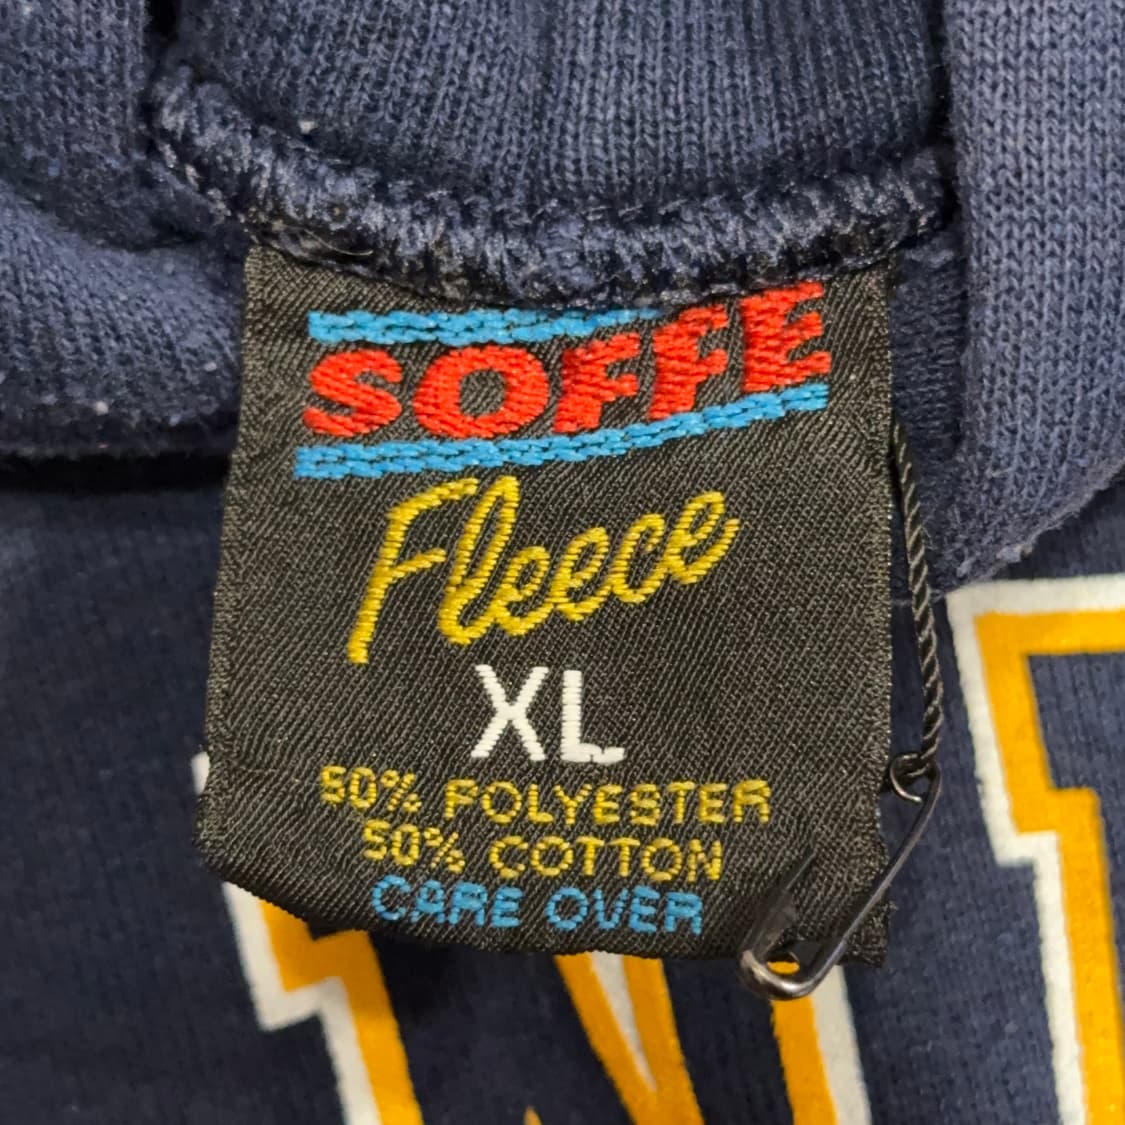 SOFFE
Fleece
XL
50% POLYESTER
50% COTTON
CARE OVER